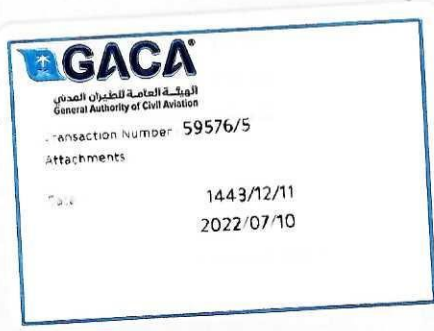 GACA
الهيئة العامة للطيران المدني
General Authority of Civil Aviation
Transaction Number 59576/5
Attachments
1443/12/11
2022/07/10